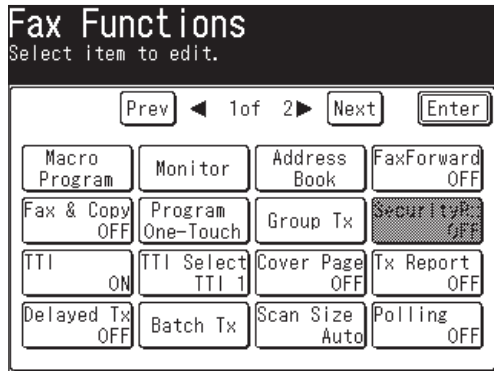 Fax Functions
Select item to edit.
Prev ◀ 1of 2▶ Next Enter
Macro Program
Monitor
Address Book
FaxForward OFF
Fax & Copy OFF
Program One-Touch
Group Tx
SecurityRx OFF
TTI ON
TTI Select TTI 1
Cover Page OFF
Tx Report OFF
Delayed Tx OFF
Batch Tx
Scan Size Auto
Polling OFF